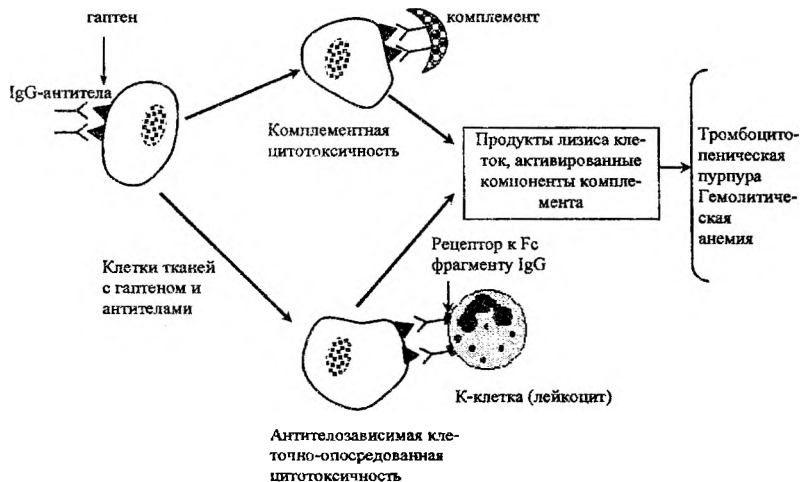 гаптен
IgG-антитела
комплемент
Комплементная
цитотоксичность
Продукты лизиса кле-
ток, активированные
компоненты компле-
мента
Тромбоцито-
пеническая
пурпура
Гемолитиче-
ская
анемия
Клетки тканей
с гаптеном и
антителами
Рецептор к Fc
фрагменту IgG
К-клетка (лейкоцит)
Антителозависимая кле-
точно-опосредованная
цитотоксичность